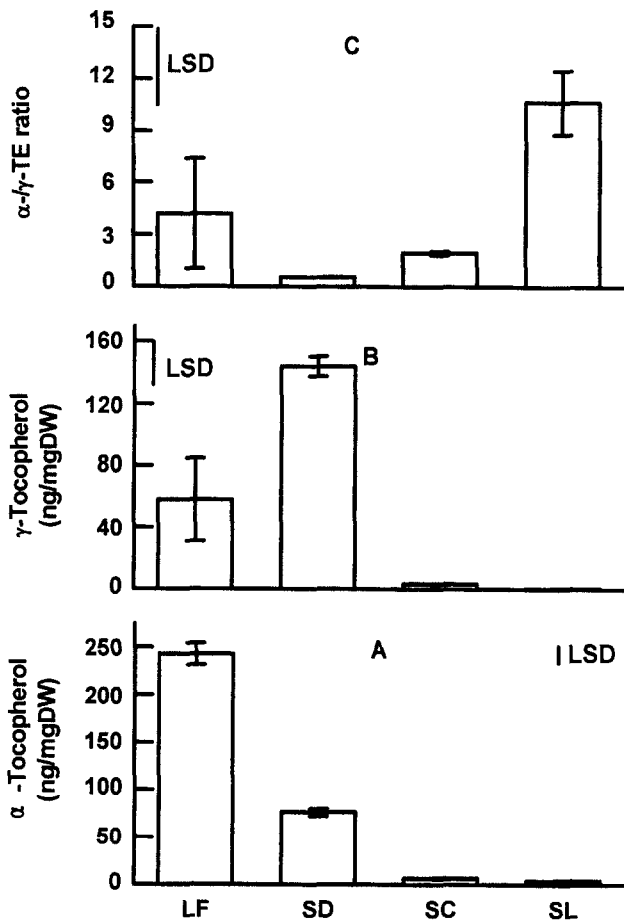 15
12
9
6
3
0
α-/γ-TE ratio
LSD
C
160
120
80
40
0
γ-Tocopherol
(ng/mgDW)
LSD
B
250
200
150
100
50
0
α -Tocopherol
(ng/mgDW)
A
LSD
LF SD SC SL